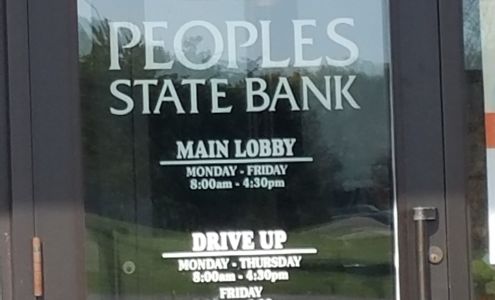 PEOPLES
STATE BANK
MAIN LOBBY
MONDAY - FRIDAY
8:00am - 4:30pm
DRIVE UP
MONDAY - THURSDAY
8:00am - 4:30pm
FRIDAY